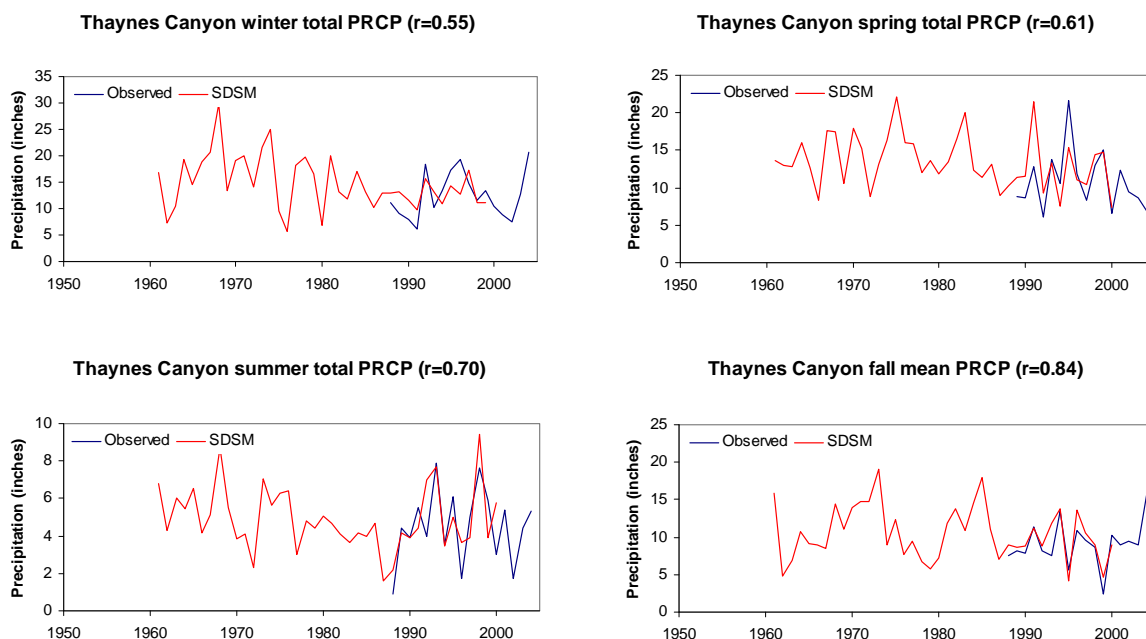 Thaynes Canyon winter total PRCP (r=0.55)
Precipitation (inches)
35
30
25
20
15
10
5
0
Observed SDSM
1950 1960 1970 1980 1990 2000
Thaynes Canyon spring total PRCP (r=0.61)
Precipitation (inches)
25
20
15
10
5
0
Observed SDSM
1950 1960 1970 1980 1990 2000
Thaynes Canyon summer total PRCP (r=0.70)
Precipitation (inches)
10
8
6
4
2
0
Observed SDSM
1950 1960 1970 1980 1990 2000
Thaynes Canyon fall mean PRCP (r=0.84)
Precipitation (inches)
25
20
15
10
5
0
Observed SDSM
1950 1960 1970 1980 1990 2000